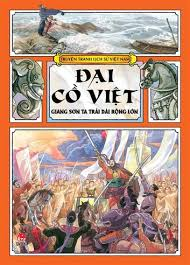 TRUYỆN TRANH LỊCH SỬ VIỆT NAM
ĐẠI
CỒ VIỆT
GIANG SƠN TA TRẢI DÀI RỘNG LỚN